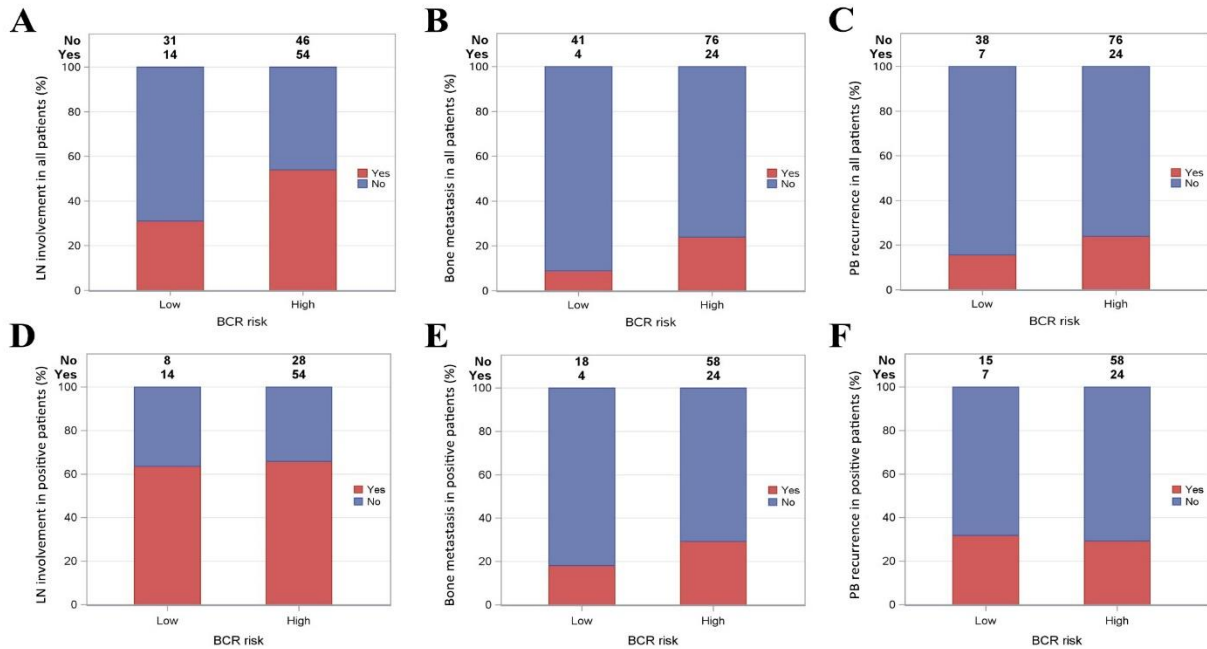 A
No 31 46
Yes 14 54
LN involvement in all patients (%)
100
80
60
40
20
0
Yes
No
Low High
BCR risk
B
No 41 76
Yes 4 24
Bone metastasis in all patients (%)
100
80
60
40
20
0
Yes
No
Low High
BCR risk
C
No 38 76
Yes 7 24
PB recurrence in all patients (%)
100
80
60
40
20
0
Yes
No
Low High
BCR risk
D
No 8 28
Yes 14 54
LN involvement in positive patients (%)
100
80
60
40
20
0
Yes
No
Low High
BCR risk
E
No 18 58
Yes 4 24
Bone metastasis in positive patients (%)
100
80
60
40
20
0
Yes
No
Low High
BCR risk
F
No 15 58
Yes 7 24
PB recurrence in positive patients (%)
100
80
60
40
20
0
Yes
No
Low High
BCR risk